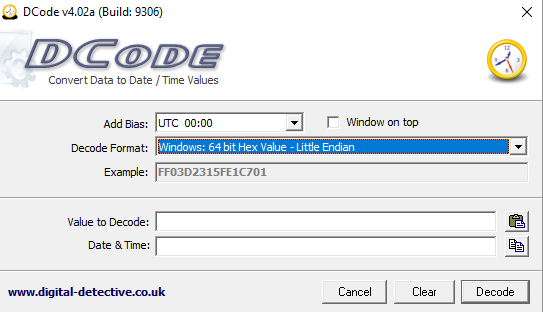 DCode v4.02a (Build: 9306)
DCODE
Convert Data to Date / Time Values
Add Bias: UTC 00:00 Window on top
Decode Format: Windows: 64 bit Hex Value - Little Endian
Example: FF03D2315FE1C701
Value to Decode:
Date & Time:
www.digital-detective.co.uk Cancel Clear Decode